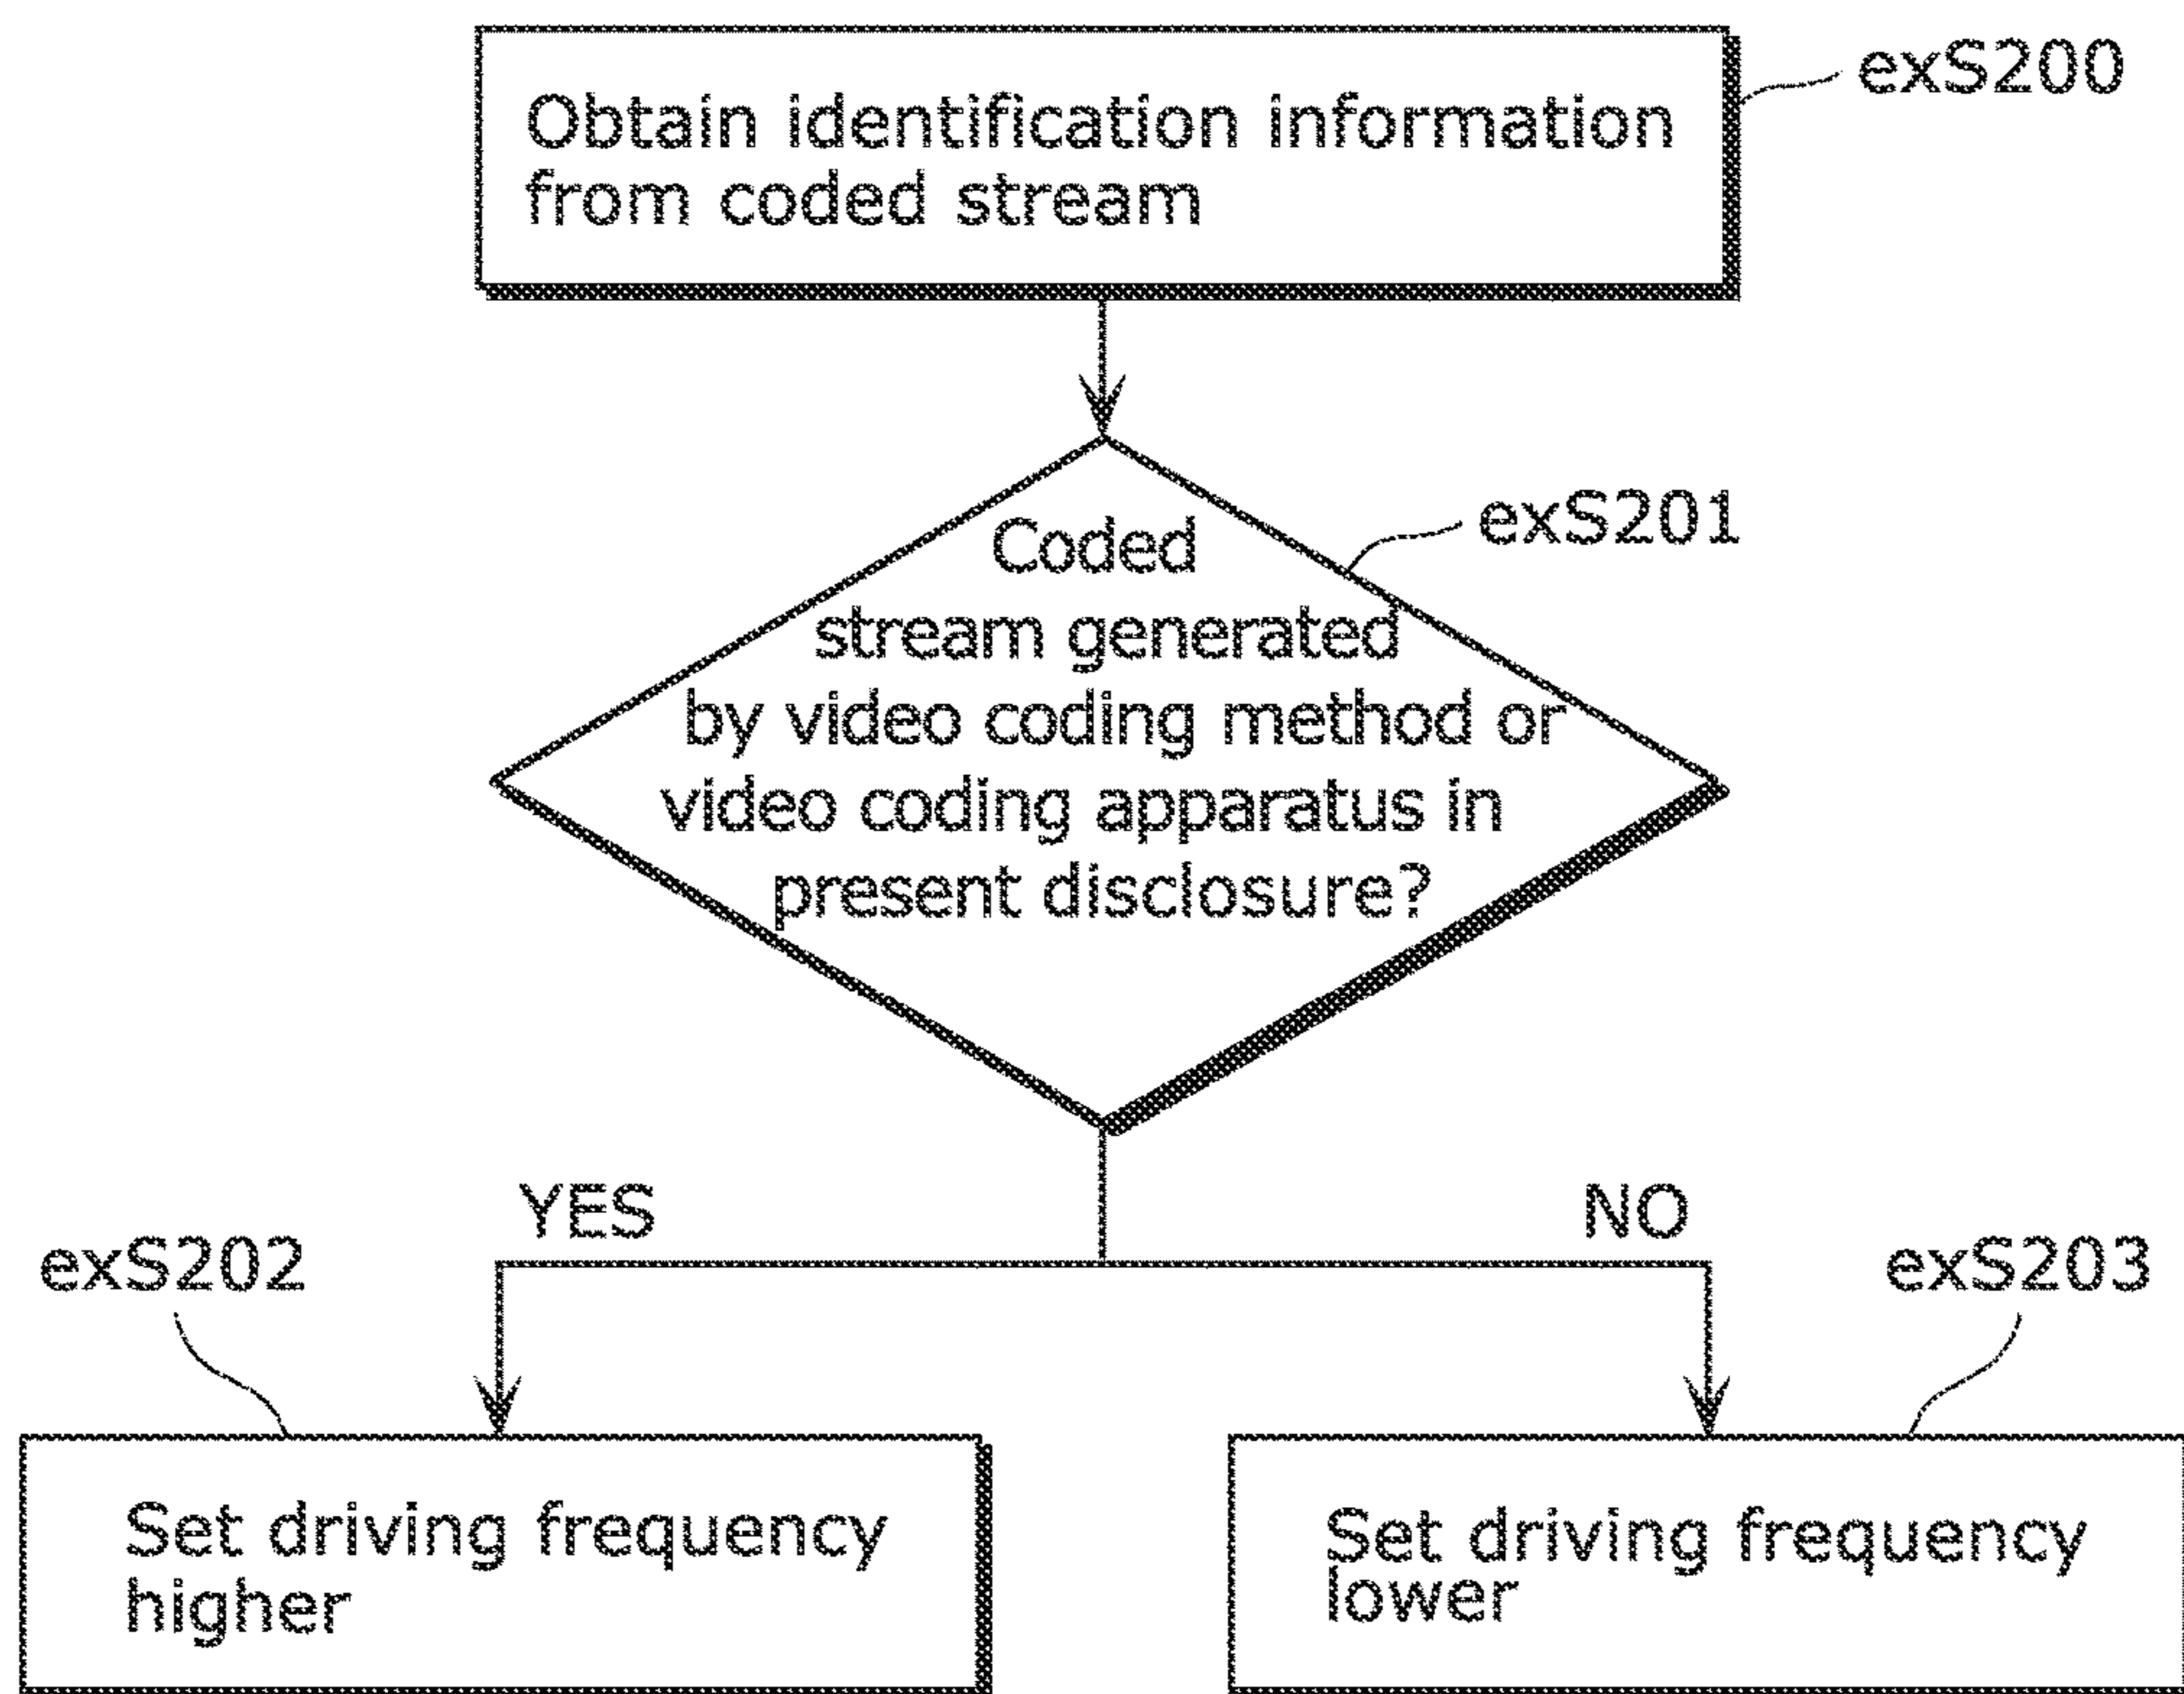 exS200
Obtain identification information
from coded stream
exS201
Coded
stream generated
by video coding method or
video coding apparatus in
present disclosure?
YES
NO
exS202
exS203
Set driving frequency
higher
Set driving frequency
lower